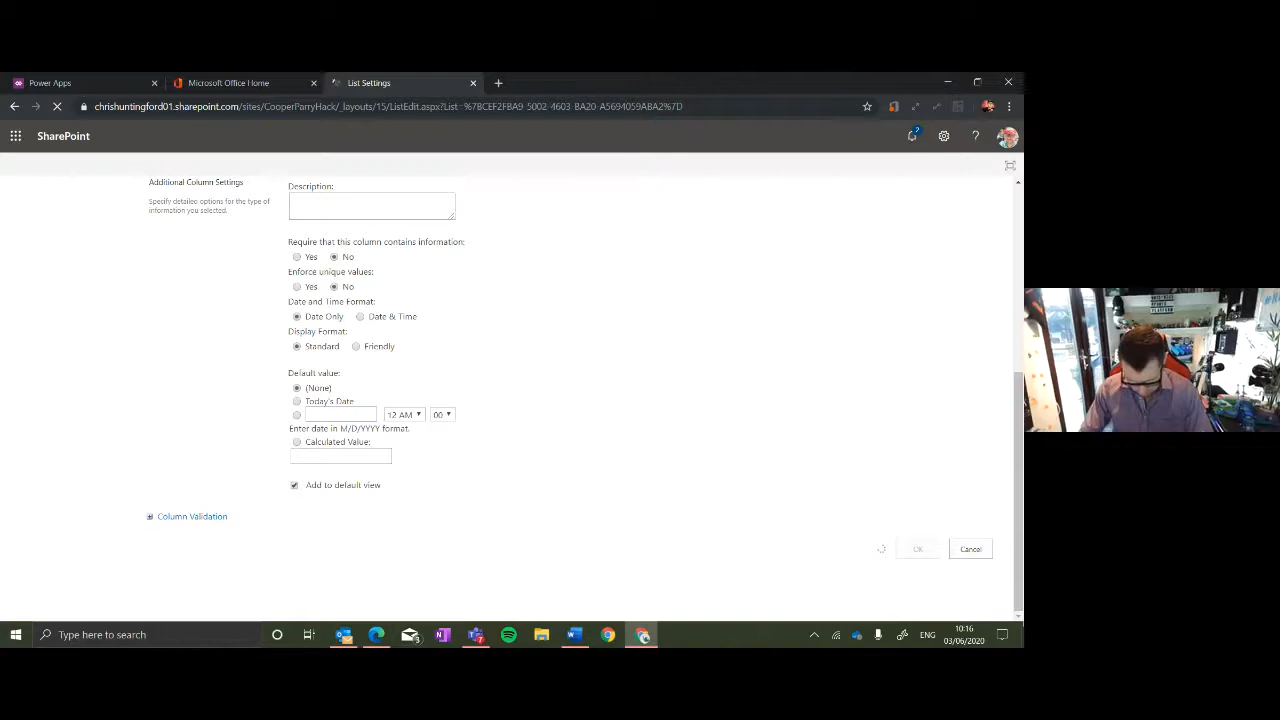 Power Apps
Microsoft Office Home
List Settings
chrishuntingford01.sharepoint.com/sites/CooperParryHack/_layouts/15/ListEdit.aspx?List=%7BCEF2FBA9-5002-4603-BA20-A5694059ABA2%7D
SharePoint
2
Additional Column Settings
Specify detailed options for the type of
information you selected.
Description:
Require that this column contains information:
Yes No
Enforce unique values:
Yes No
Date and Time Format:
Date Only Date & Time
Display Format:
Standard Friendly
Default value:
(None)
Today's Date
12 AM 00
Enter date in M/D/YYYY format.
Calculated Value:
Add to default view
Column Validation
OK Cancel
Type here to search
3
7
ENG
10:16
03/06/2020